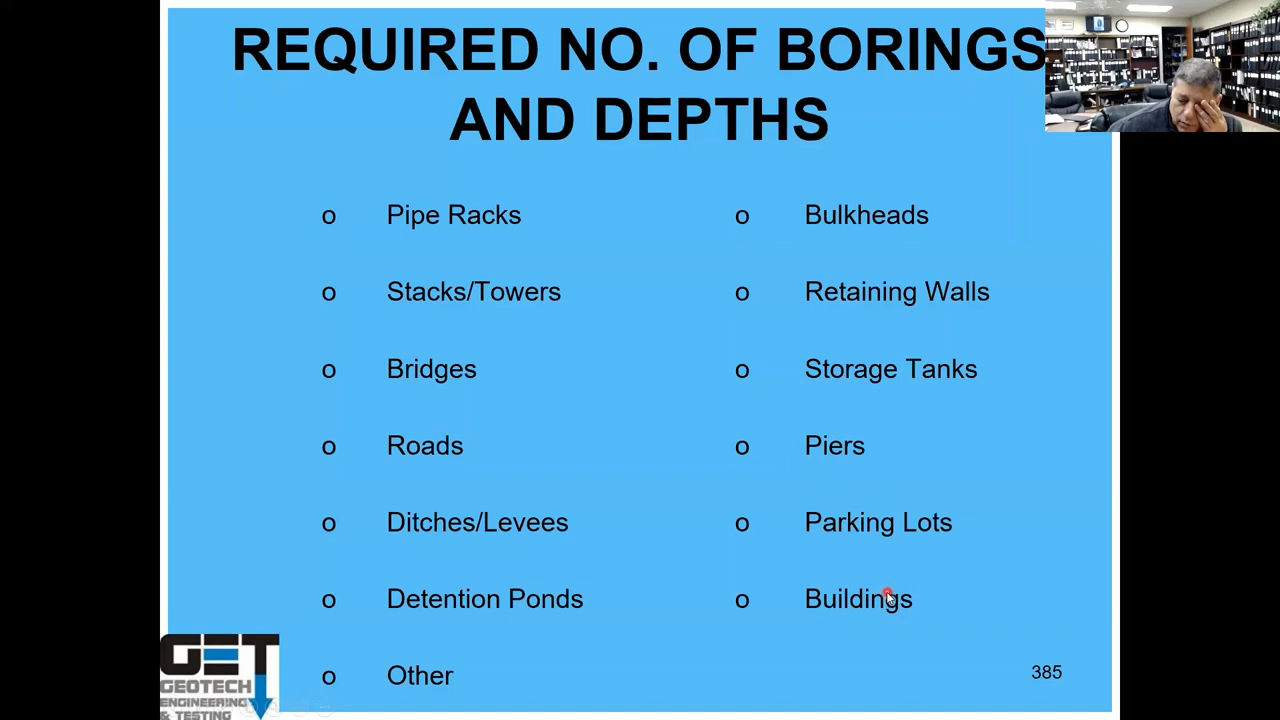 REQUIRED NO. OF BORINGS
AND DEPTHS
o Pipe Racks
o Stacks/Towers
o Bridges
o Roads
o Ditches/Levees
o Detention Ponds
o Other
o Bulkheads
o Retaining Walls
o Storage Tanks
o Piers
o Parking Lots
o Buildings
385
GET
GEOTECH
ENGINEERING
& TESTING